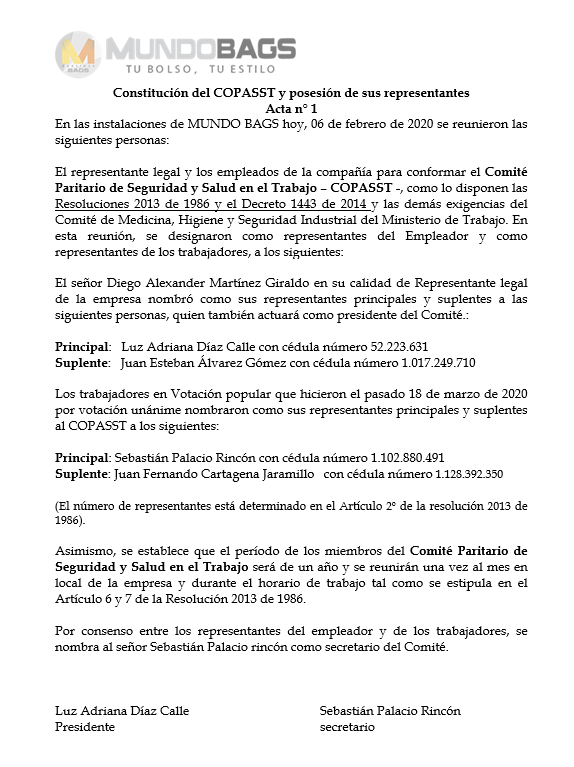 MUNDOBAGS
TU BOLSO, TU ESTILO
MUNDO
BAGS
Constitución del COPASST y posesión de sus representantes
Acta n° 1
En las instalaciones de MUNDO BAGS hoy, 06 de febrero de 2020 se reunieron las
siguientes personas:
El representante legal y los empleados de la compañía para conformar el Comité
Paritario de Seguridad y Salud en el Trabajo – COPASST -, como lo disponen las
Resoluciones 2013 de 1986 y el Decreto 1443 de 2014 y las demás exigencias del
Comité de Medicina, Higiene y Seguridad Industrial del Ministerio de Trabajo. En
esta reunión, se designaron como representantes del Empleador y como
representantes de los trabajadores, a los siguientes:
El señor Diego Alexander Martínez Giraldo en su calidad de Representante legal
de la empresa nombró como sus representantes principales y suplentes a las
siguientes personas, quien también actuará como presidente del Comité.:
Principal: Luz Adriana Díaz Calle con cédula número 52.223.631
Suplente: Juan Esteban Álvarez Gómez con cédula número 1.017.249.710
Los trabajadores en Votación popular que hicieron el pasado 18 de marzo de 2020
por votación unánime nombraron como sus representantes principales y suplentes
al COPASST a los siguientes:
Principal: Sebastián Palacio Rincón con cédula número 1.102.880.491
Suplente: Juan Fernando Cartagena Jaramillo con cédula número 1.128.392.350
(El número de representantes está determinado en el Artículo 2º de la resolución 2013 de
1986).
Asimismo, se establece que el período de los miembros del Comité Paritario de
Seguridad y Salud en el Trabajo será de un año y se reunirán una vez al mes en
local de la empresa y durante el horario de trabajo tal como se estipula en el
Artículo 6 y 7 de la Resolución 2013 de 1986.
Por consenso entre los representantes del empleador y de los trabajadores, se
nombra al señor Sebastián Palacio rincón como secretario del Comité.
Luz Adriana Díaz Calle Sebastián Palacio Rincón
Presidente secretario